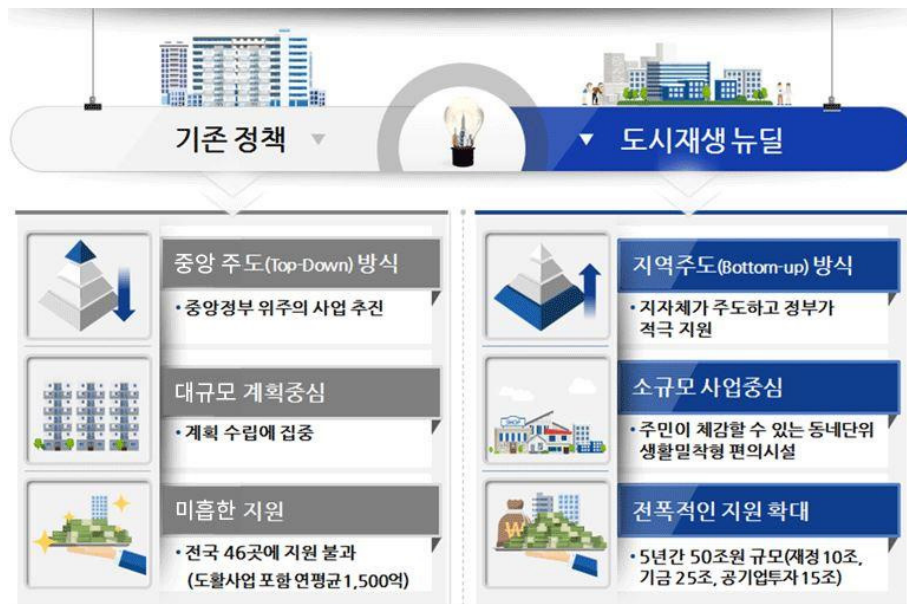 기존 정책
도시재생 뉴딜
중앙 주도(Top-Down) 방식
• 중앙정부 위주의 사업 추진
대규모 계획중심
• 계획 수립에 집중
미흡한 지원
• 전국 46곳에 지원 불과
(도활사업 포함 연평균 1,500억)
지역주도(Bottom-up) 방식
• 지자체가 주도하고 정부가
적극 지원
소규모 사업중심
SHOP
• 주민이 체감할 수 있는 동네단위
생활밀착형 편의시설
전폭적인 지원 확대
₩
• 5년간 50조원 규모(재정 10조,
기금 25조, 공기업투자 15조)